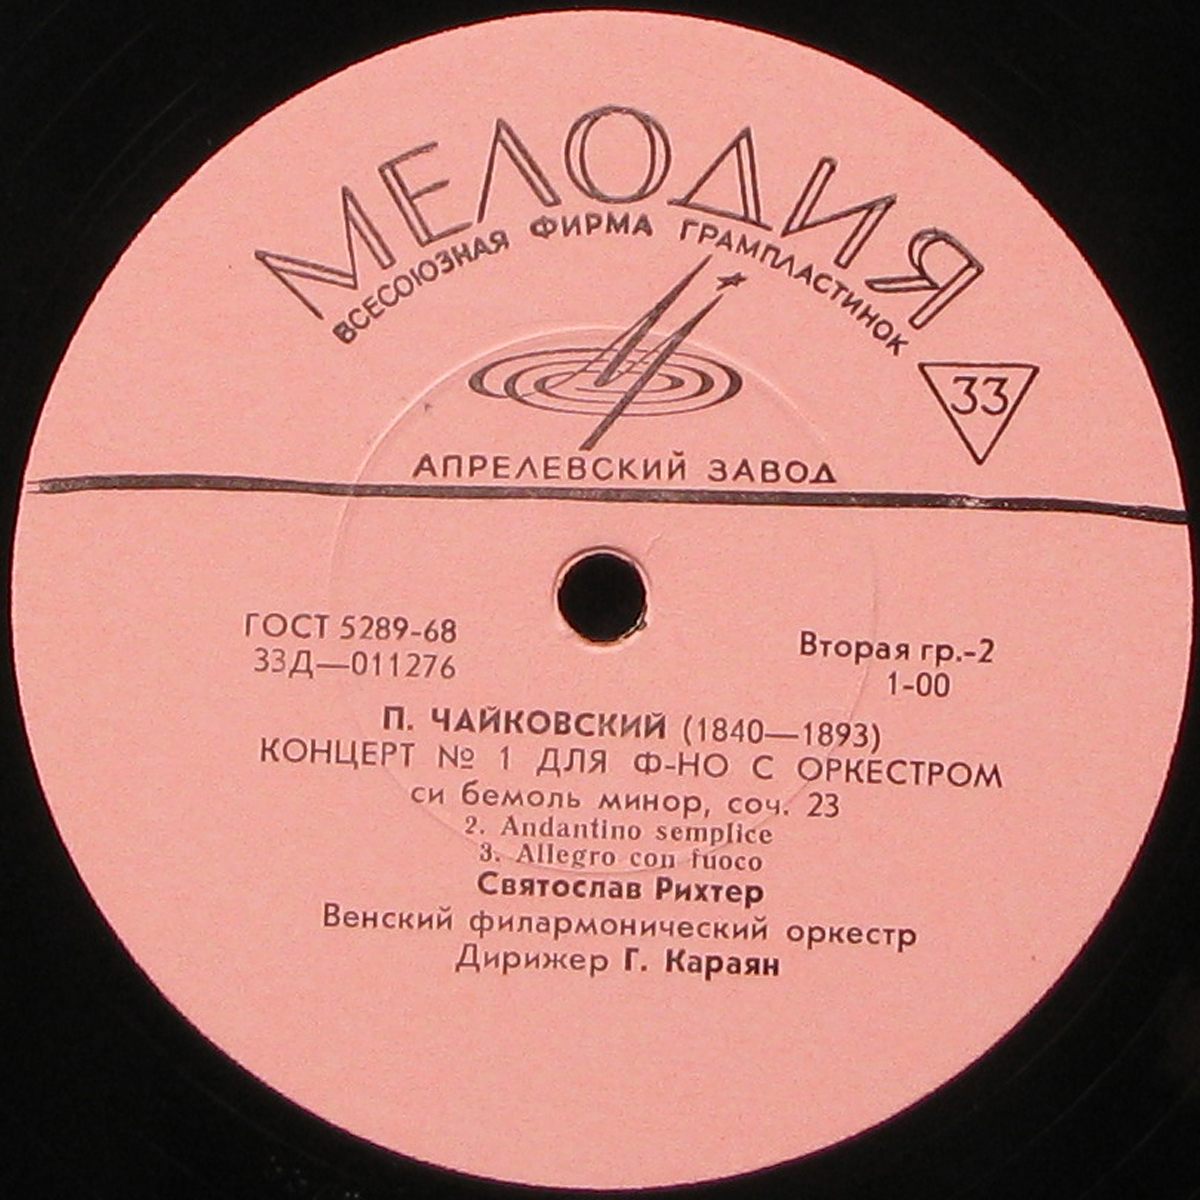 МЕЛОДИЯ
ВСЕСОЮЗНАЯ ФИРМА ГРАМПЛАСТИНОК
33
АПРЕЛЕВСКИЙ ЗАВОД
ГОСТ 5289-68
33Д—011276
Вторая гр.-2
1-00
П. ЧАЙКОВСКИЙ (1840—1893)
КОНЦЕРТ № 1 ДЛЯ Ф-НО С ОРКЕСТРОМ
си бемоль минор, соч. 23
2. Andantino semplice
3. Allegro con fuoco
Святослав Рихтер
Венский филармонический оркестр
Дирижер Г. Караян